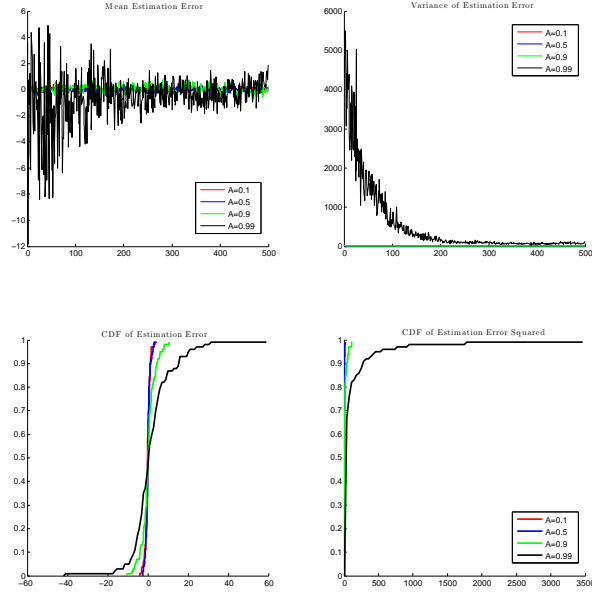 Mean Estimation Error
6
4
2
0
−2
−4
−6
−8
−10
−12
0 50 100 150 200 250 300 350 400 450 500
A=0.1
A=0.5
A=0.9
A=0.99
Variance of Estimation Error
6000
5000
4000
3000
2000
1000
0
0 100 200 300 400 500
A=0.1
A=0.5
A=0.9
A=0.99
CDF of Estimation Error
1
0.9
0.8
0.7
0.6
0.5
0.4
0.3
0.2
0.1
0
−60 −40 −20 0 20 40 60
CDF of Estimation Error Squared
1
0.9
0.8
0.7
0.6
0.5
0.4
0.3
0.2
0.1
0
0 500 1000 1500 2000 2500 3000 3500
A=0.1
A=0.5
A=0.9
A=0.99